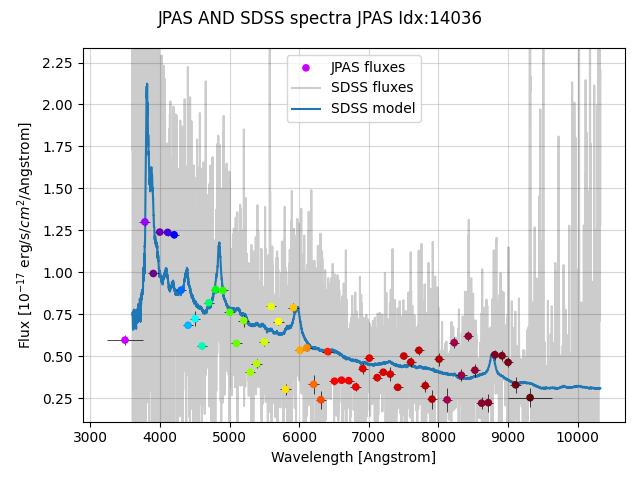 JPAS AND SDSS spectra JPAS Idx:14036
JPAS fluxes
SDSS fluxes
SDSS model
Flux [10⁻¹⁷ erg/s/cm²/Angstrom]
2.25
2.00
1.75
1.50
1.25
1.00
0.75
0.50
0.25
3000 4000 5000 6000 7000 8000 9000 10000
Wavelength [Angstrom]